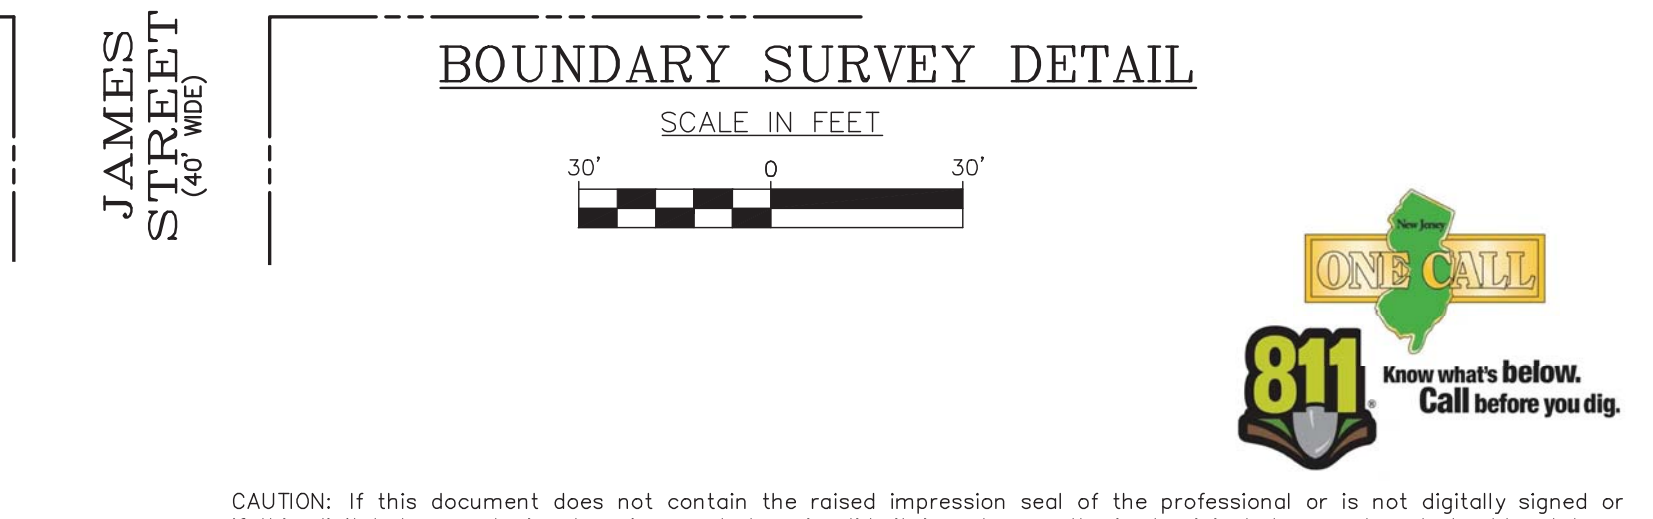 JAMES
STREET
(40' WIDE)
BOUNDARY SURVEY DETAIL
SCALE IN FEET
30' 0 30'
New Jersey
ONE CALL
811®
Know what's below.
Call before you dig.
CAUTION: If this document does not contain the raised impression seal of the professional or is not digitally signed or